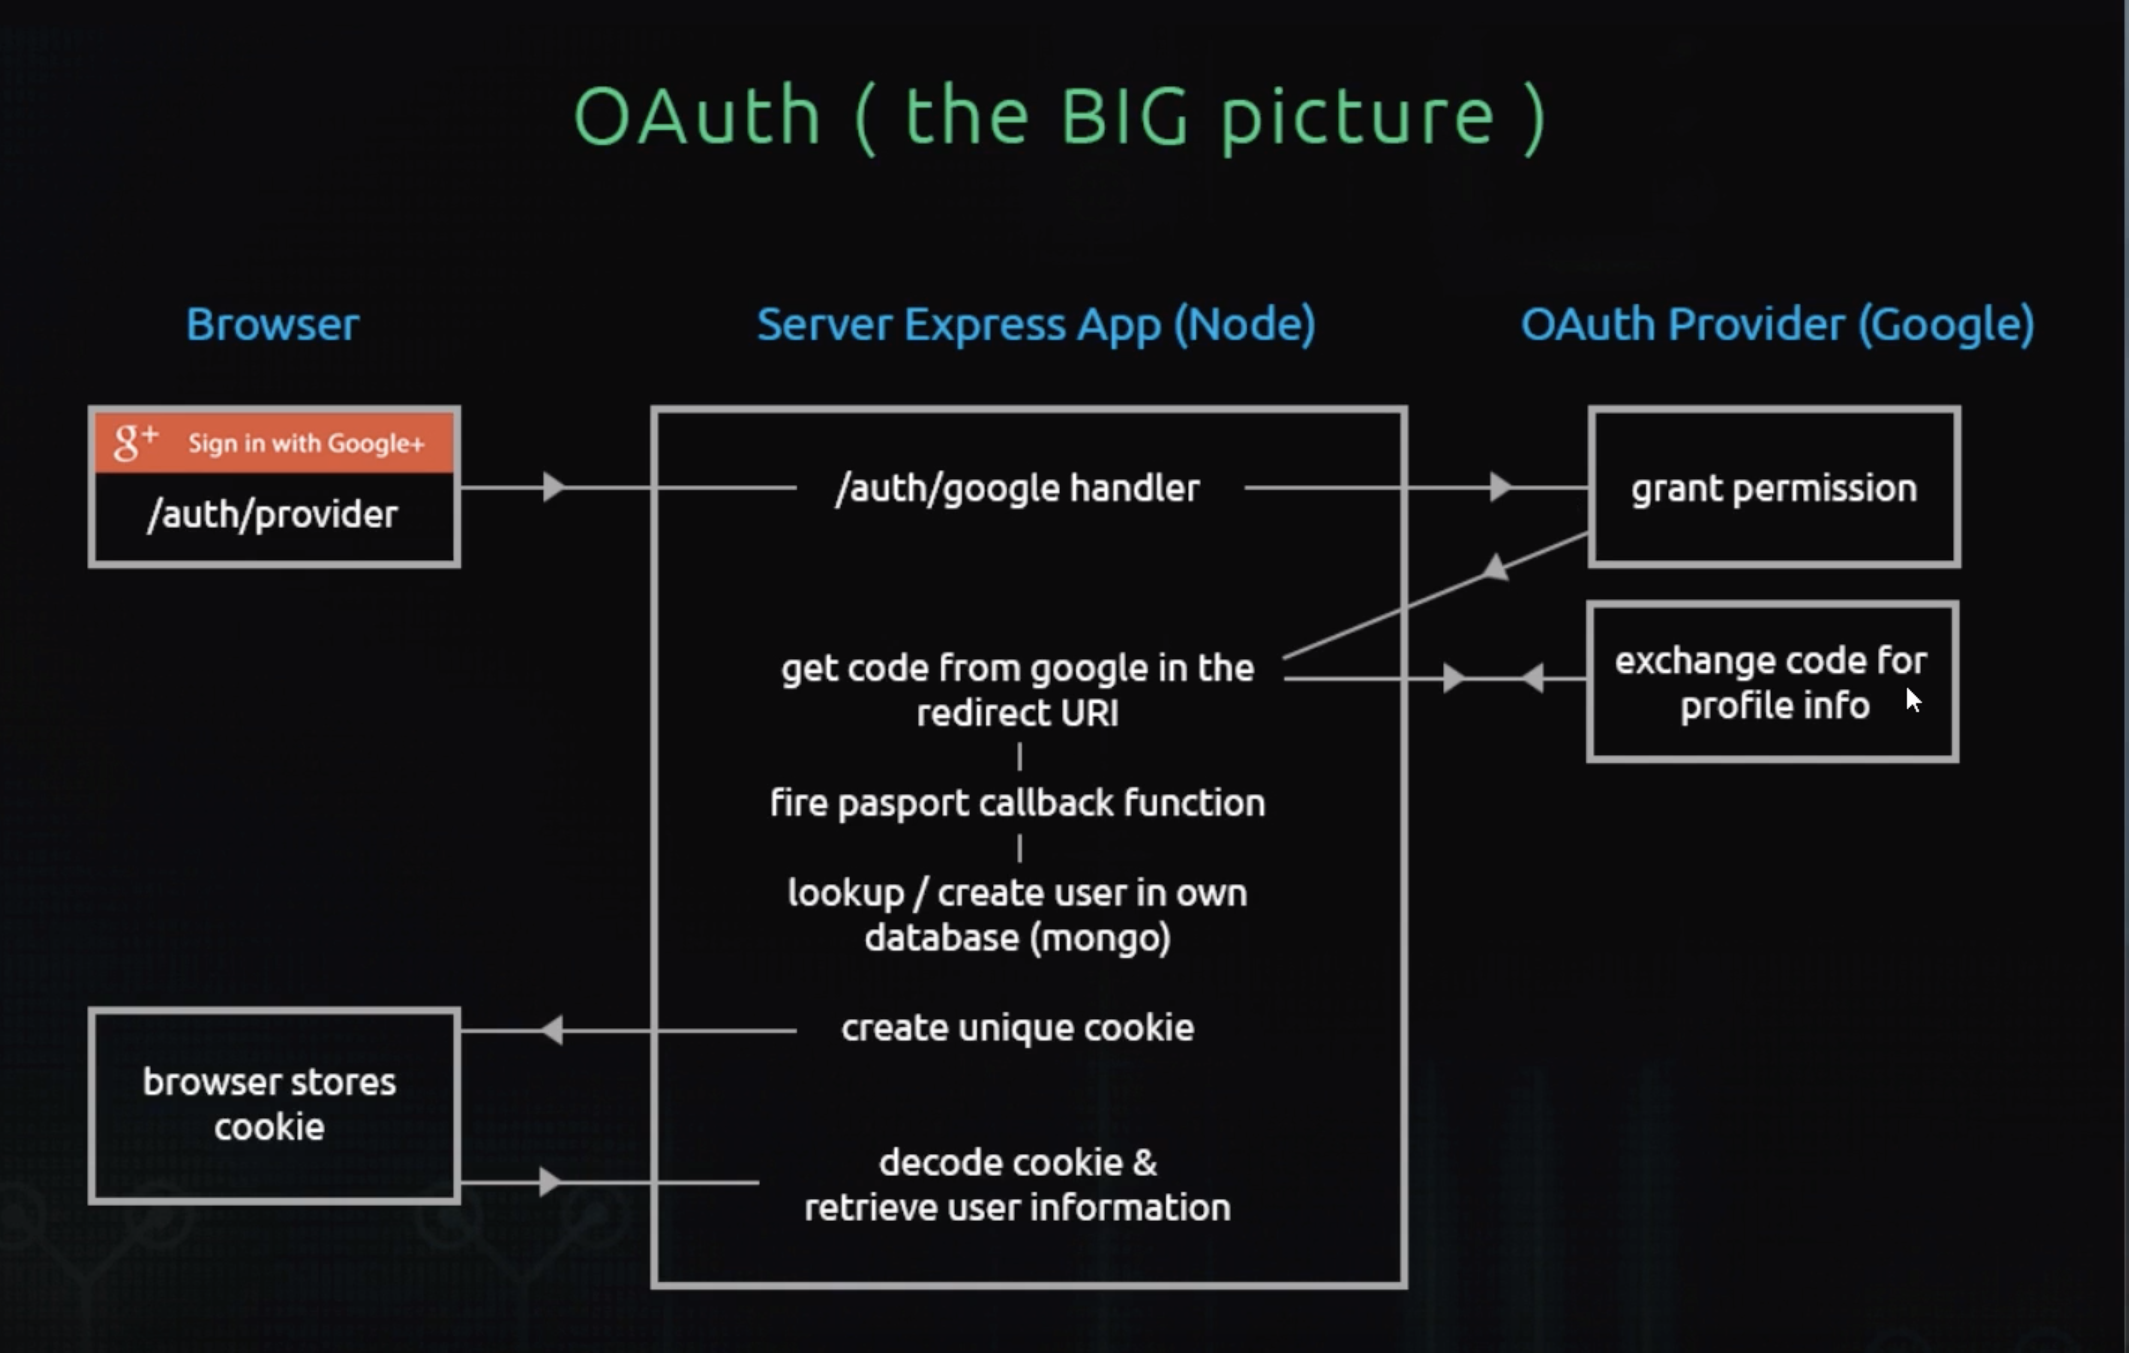 OAuth ( the BIG picture )
Browser
Server Express App (Node)
OAuth Provider (Google)
g+ Sign in with Google+
/auth/provider
/auth/google handler
grant permission
get code from google in the
redirect URI
exchange code for
profile info
fire pasport callback function
lookup / create user in own
database (mongo)
create unique cookie
browser stores
cookie
decode cookie &
retrieve user information